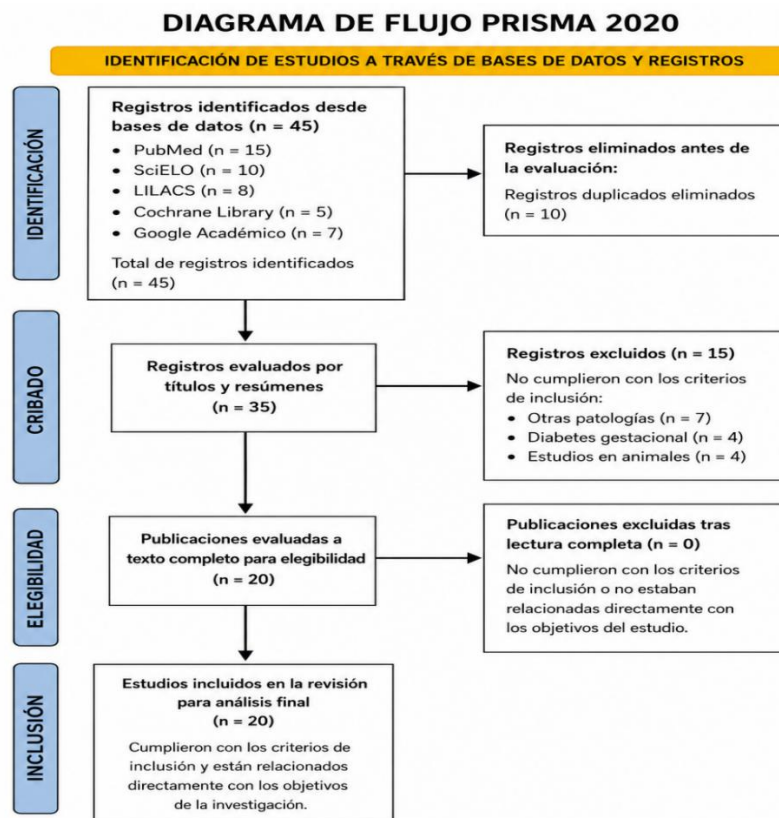 DIAGRAMA DE FLUJO PRISMA 2020
IDENTIFICACIÓN DE ESTUDIOS A TRAVÉS DE BASES DE DATOS Y REGISTROS
IDENTIFICACIÓN
Registros identificados desde
bases de datos (n = 45)
• PubMed (n = 15)
• SciELO (n = 10)
• LILACS (n = 8)
• Cochrane Library (n = 5)
• Google Académico (n = 7)
Total de registros identificados
(n = 45)
Registros eliminados antes de
la evaluación:
Registros duplicados eliminados
(n = 10)
CRIBADO
Registros evaluados por
títulos y resúmenes
(n = 35)
Registros excluidos (n = 15)
No cumplieron con los criterios
de inclusión:
• Otras patologías (n = 7)
• Diabetes gestacional (n = 4)
• Estudios en animales (n = 4)
ELEGIBILIDAD
Publicaciones evaluadas a
texto completo para elegibilidad
(n = 20)
Publicaciones excluidas tras
lectura completa (n = 0)
No cumplieron con los criterios
de inclusión o no estaban
relacionadas directamente con
los objetivos del estudio.
INCLUSIÓN
Estudios incluidos en la revisión
para análisis final
(n = 20)
Cumplieron con los criterios de
inclusión y están relacionados
directamente con los objetivos
de la investigación.